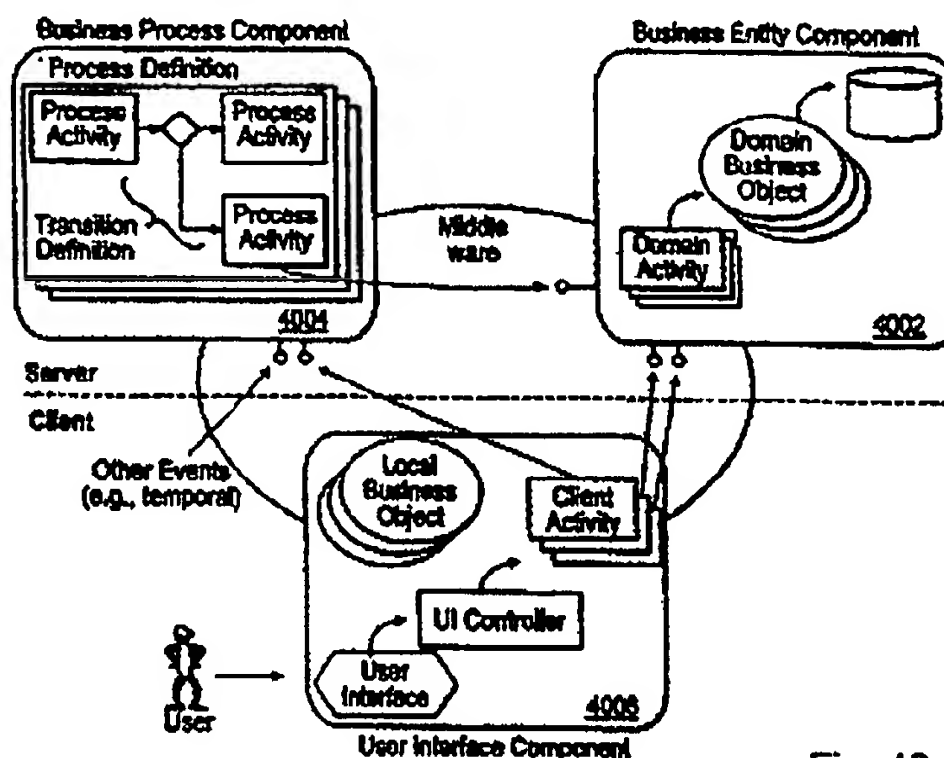 Business Process Component
Process Definition
Process
Activity
Process
Activity
Transition
Definition
Process
Activity
4004
Middle
ware
Business Entity Component
Domain
Business
Object
Domain
Activity
4002
Server
Client
Other Events
(e.g., temporal)
Local
Business
Object
Client
Activity
UI Controller
User
Interface
User
User Interface Component